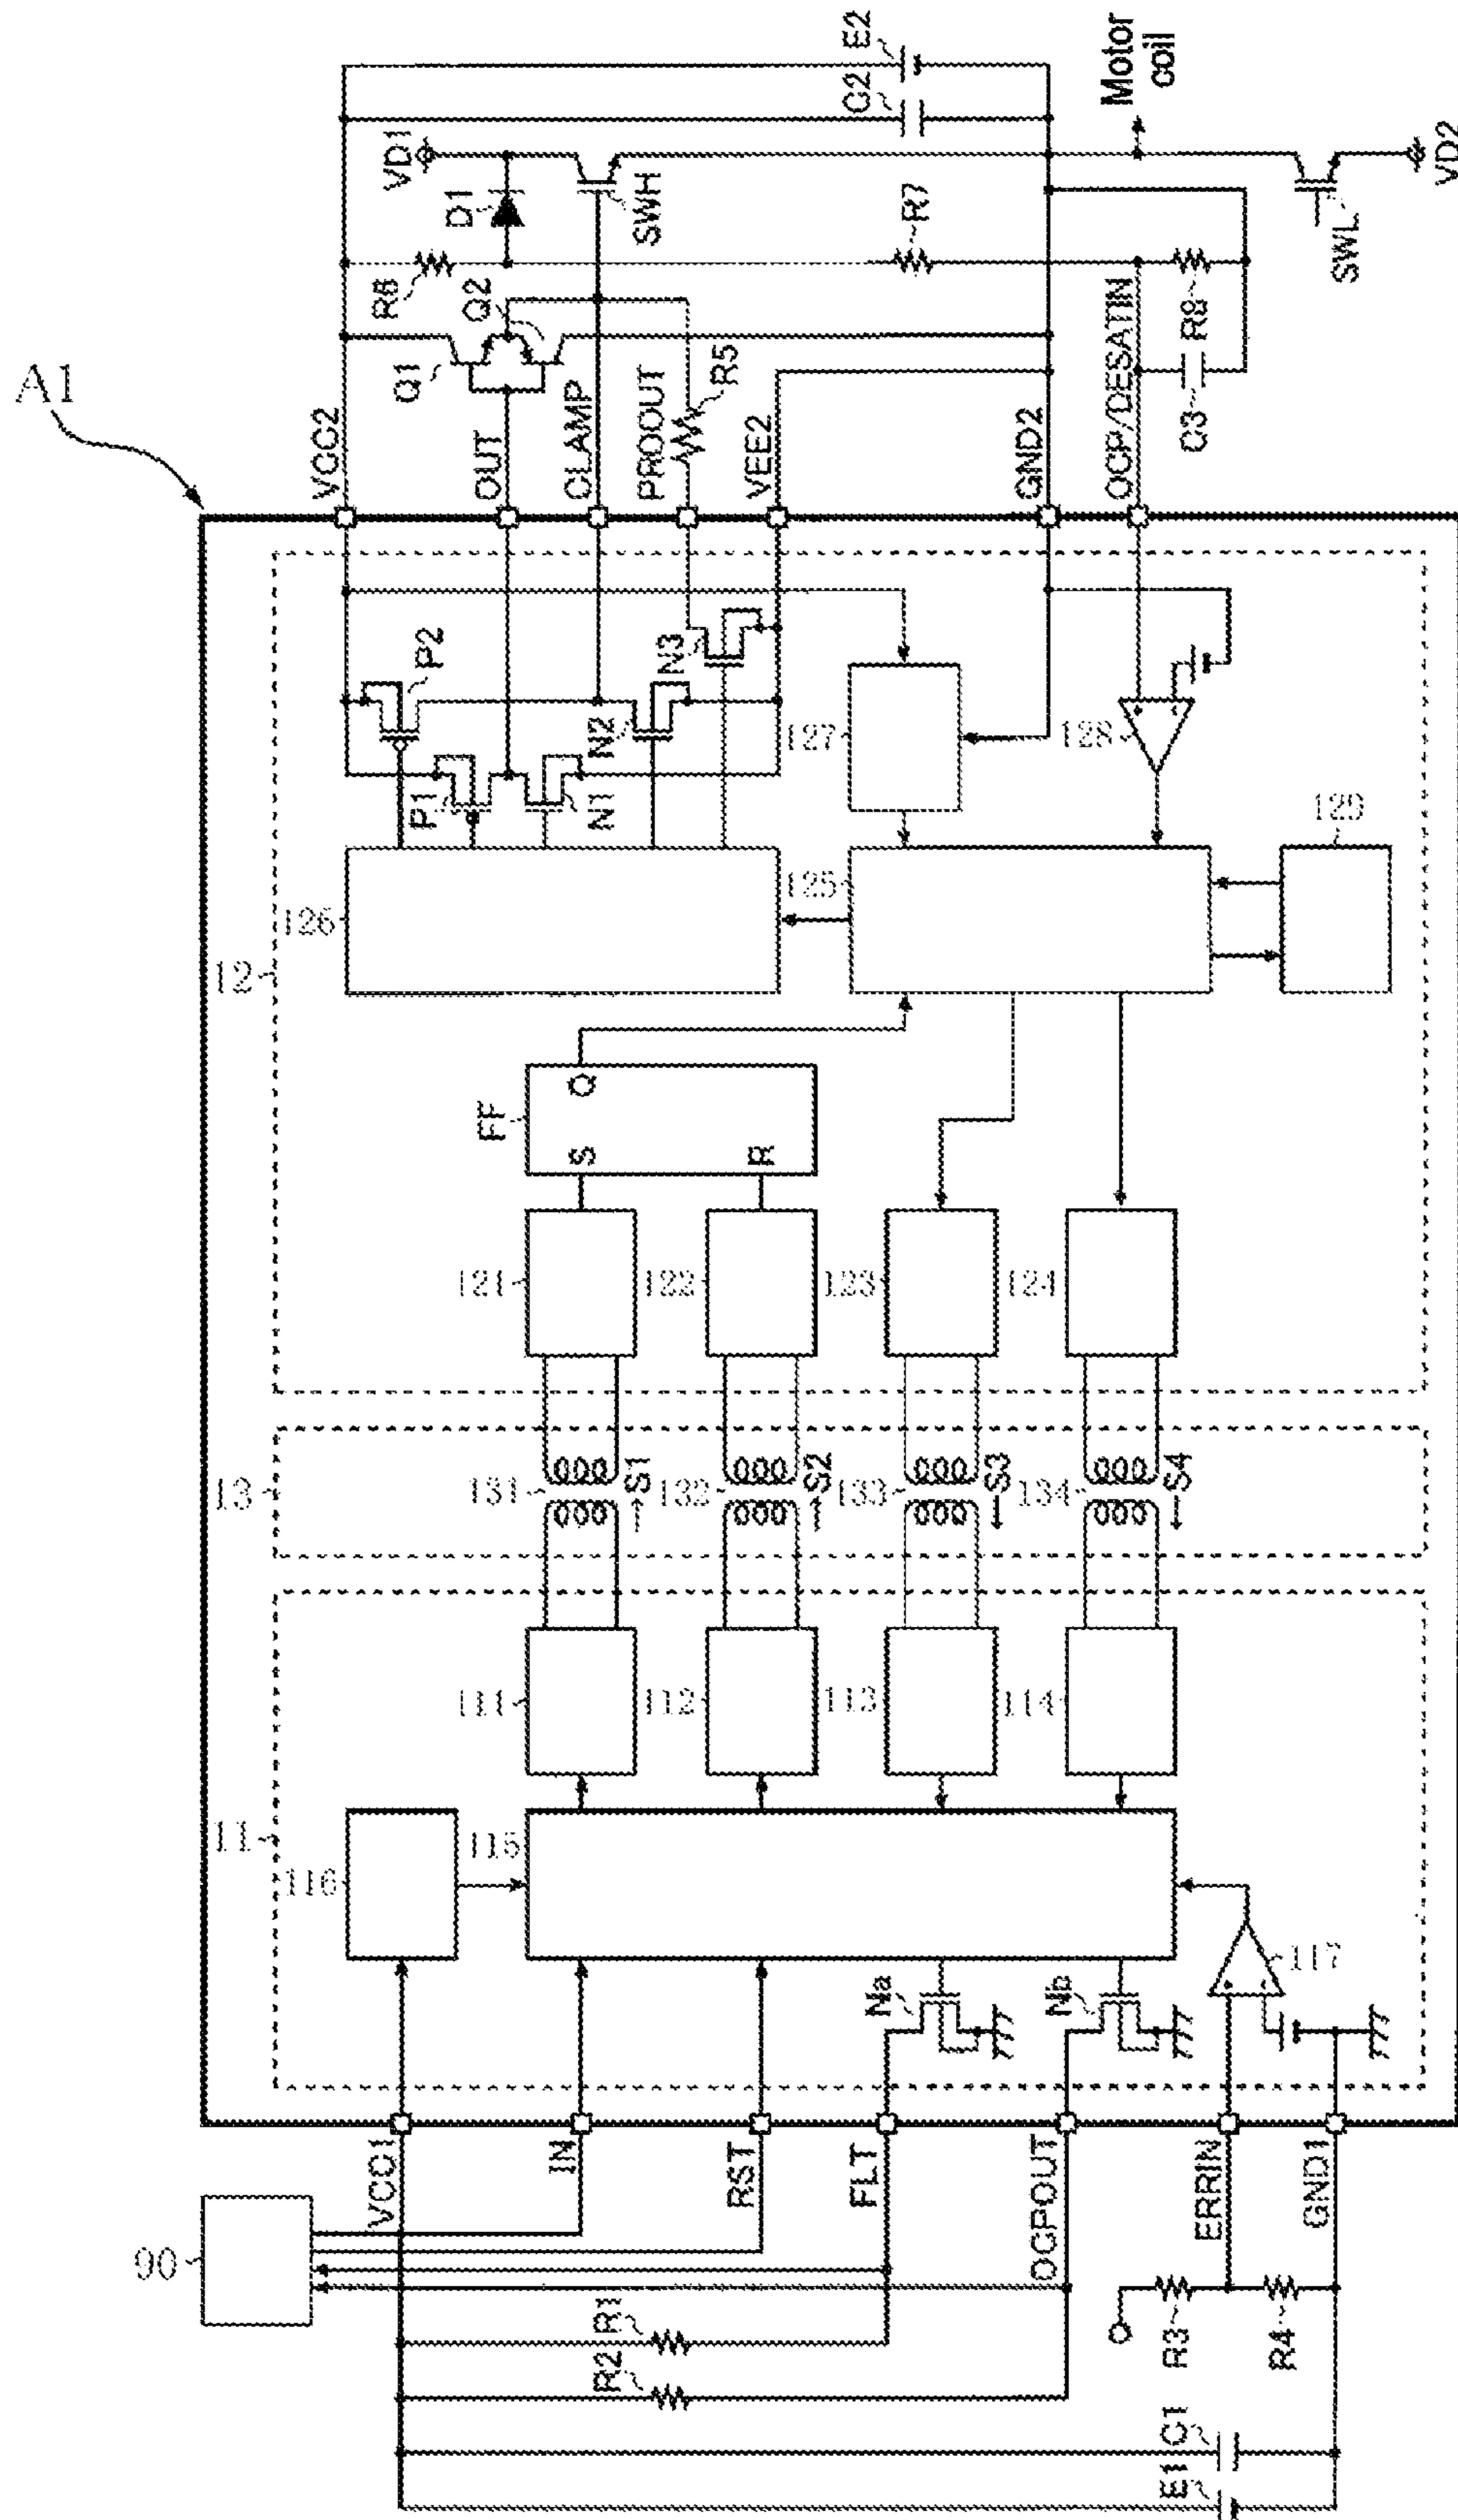 A1
VCC2
OUT
CLAMP
PROOUT
VEE2
GND2
OCP/DESATIN
Q1
Q2
R5
D1
VD1
SWH
R7
C3
C2
E2
Motor
coil
SWL
VD2
12
126
P1
P2
N1
N2
N3
127
128
125
129
FF
S
Q
R
121
122
123
124
13
131
132
133
134
S1
S2
S3
S4
11
111
112
113
114
116
115
Na
Nb
117
VCC1
IN
RST
FLT
ERRIN
GND1
90
R1
R2
R3
R4
C1
E1